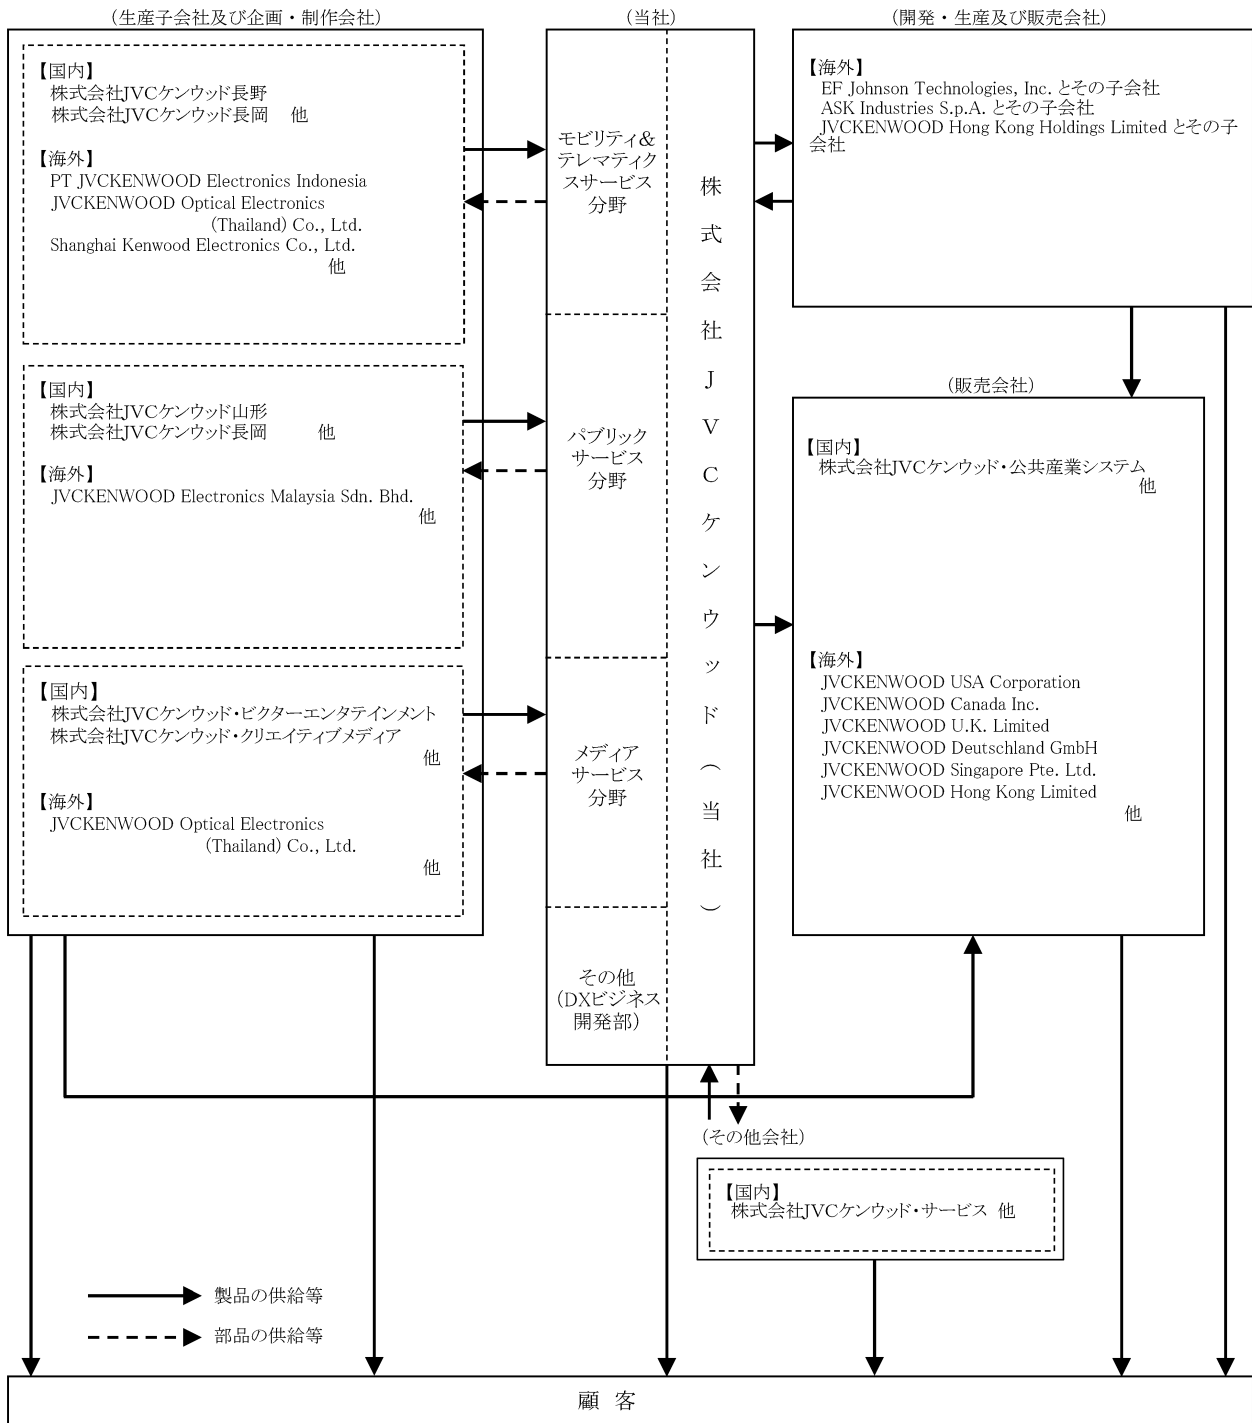 (生産子会社及び企画・制作会社)
【国内】
株式会社JVCケンウッド長野
株式会社JVCケンウッド長岡 他
【海外】
PT JVCKENWOOD Electronics Indonesia
JVCKENWOOD Optical Electronics
(Thailand) Co., Ltd.
Shanghai Kenwood Electronics Co., Ltd.
他
【国内】
株式会社JVCケンウッド山形
株式会社JVCケンウッド長岡 他
【海外】
JVCKENWOOD Electronics Malaysia Sdn. Bhd.
他
【国内】
株式会社JVCケンウッド・ビクターエンタテインメント
株式会社JVCケンウッド・クリエイティブメディア
他
【海外】
JVCKENWOOD Optical Electronics
(Thailand) Co., Ltd.
他
(当社)
モビリティ&
テレマティク
スサービス
分野
パブリック
サービス
分野
メディア
サービス
分野
その他
(DXビジネス
開発部)
株式会社JVCケンウッド(当社)
(開発・生産及び販売会社)
【海外】
EF Johnson Technologies, Inc. とその子会社
ASK Industries S.p.A. とその子会社
JVCKENWOOD Hong Kong Holdings Limited とその子
会社
(販売会社)
【国内】
株式会社JVCケンウッド・公共産業システム
他
【海外】
JVCKENWOOD USA Corporation
JVCKENWOOD Canada Inc.
JVCKENWOOD U.K. Limited
JVCKENWOOD Deutschland GmbH
JVCKENWOOD Singapore Pte. Ltd.
JVCKENWOOD Hong Kong Limited
他
(その他会社)
【国内】
株式会社JVCケンウッド・サービス 他
製品の供給等
部品の供給等
顧 客